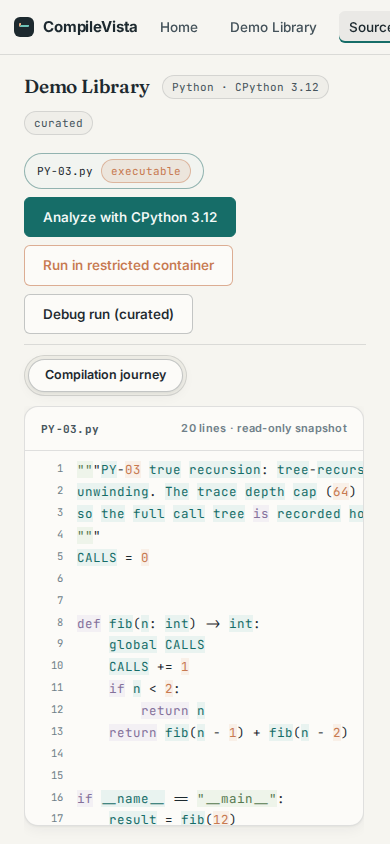 CompileVista Home Demo Library Source
Demo Library Python · CPython 3.12
curated
PY-03.py executable
Analyze with CPython 3.12
Run in restricted container
Debug run (curated)
Compilation journey
PY-03.py 20 lines · read-only snapshot
1 """PY-03 true recursion: tree-recurs
2 unwinding. The trace depth cap (64)
3 so the full call tree is recorded ho
4 """
5 CALLS = 0
6
7
8 def fib(n: int) -> int:
9 global CALLS
10 CALLS += 1
11 if n < 2:
12 return n
13 return fib(n - 1) + fib(n - 2)
14
15
16 if __name__ == "__main__":
17 result = fib(12)